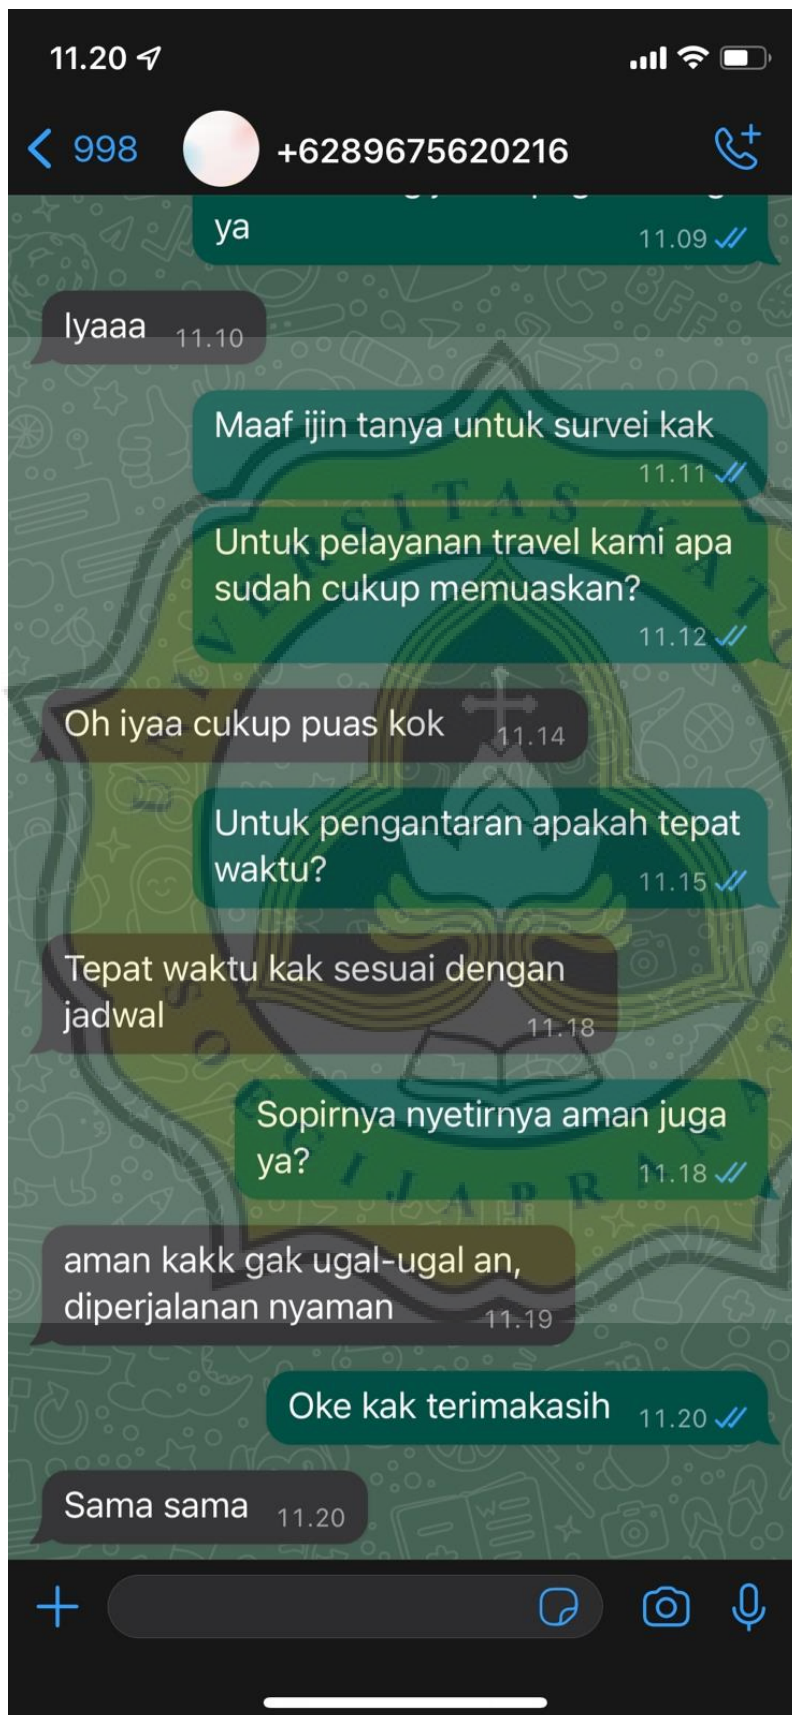 11.20
998
+6289675620216
ya
11.09
Iyaaa
11.10
Maaf ijin tanya untuk survei kak
11.11
Untuk pelayanan travel kami apa
sudah cukup memuaskan?
11.12
Oh iyaa cukup puas kok
11.14
Untuk pengantaran apakah tepat
waktu?
11.15
Tepat waktu kak sesuai dengan
jadwal
11.18
Sopirnya nyetirnya aman juga
ya?
11.18
aman kakk gak ugal-ugal an,
diperjalanan nyaman
11.19
Oke kak terimakasih
11.20
Sama sama
11.20
UNIVERSITAS KATO
SOEGIJAPRANA